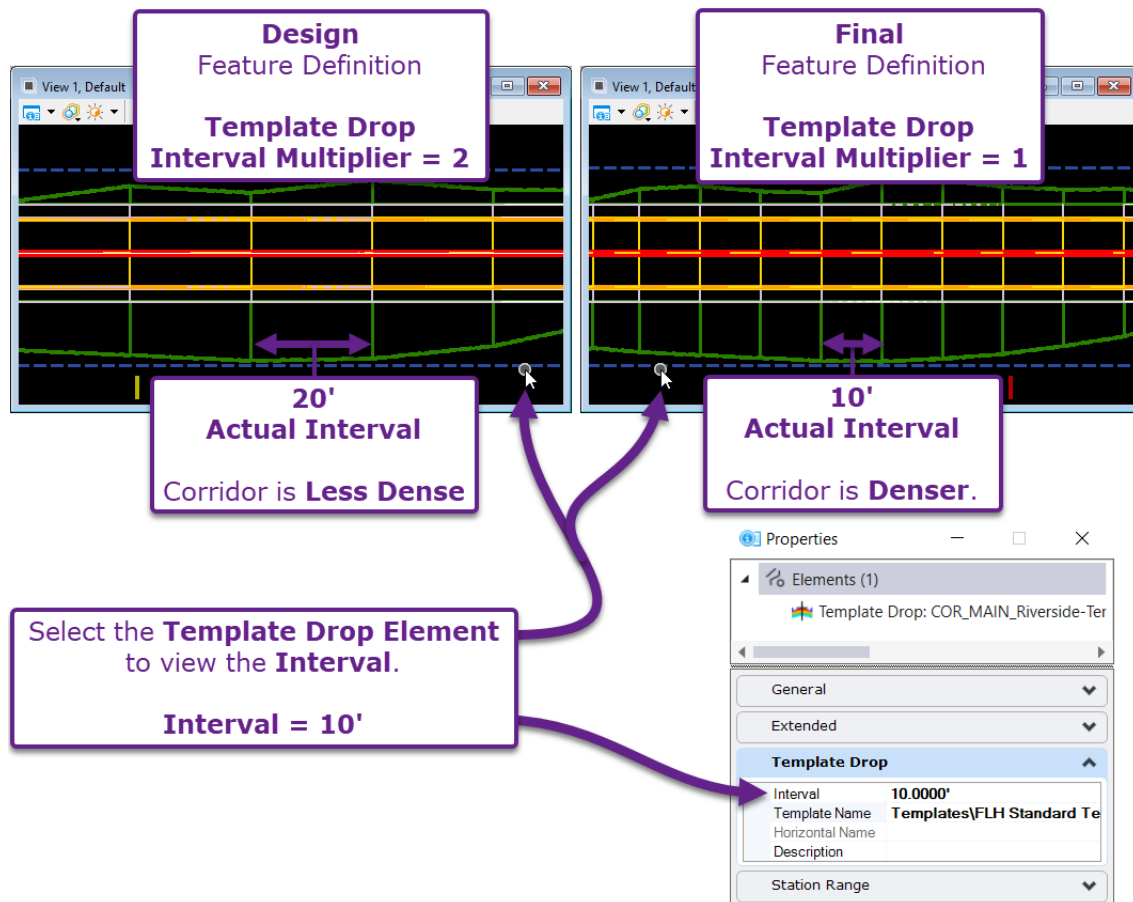 Design
Feature Definition
Template Drop
Interval Multiplier = 2
Final
Feature Definition
Template Drop
Interval Multiplier = 1
View 1, Default
View 1, Default
20'
Actual Interval
Corridor is Less Dense
10'
Actual Interval
Corridor is Denser.
Select the Template Drop Element
to view the Interval.
Interval = 10'
Properties
Elements (1)
Template Drop: COR_MAIN_Riverside-Ter
General
Extended
Template Drop
Interval 10.0000'
Template Name Templates\FLH Standard Te
Horizontal Name
Description
Station Range